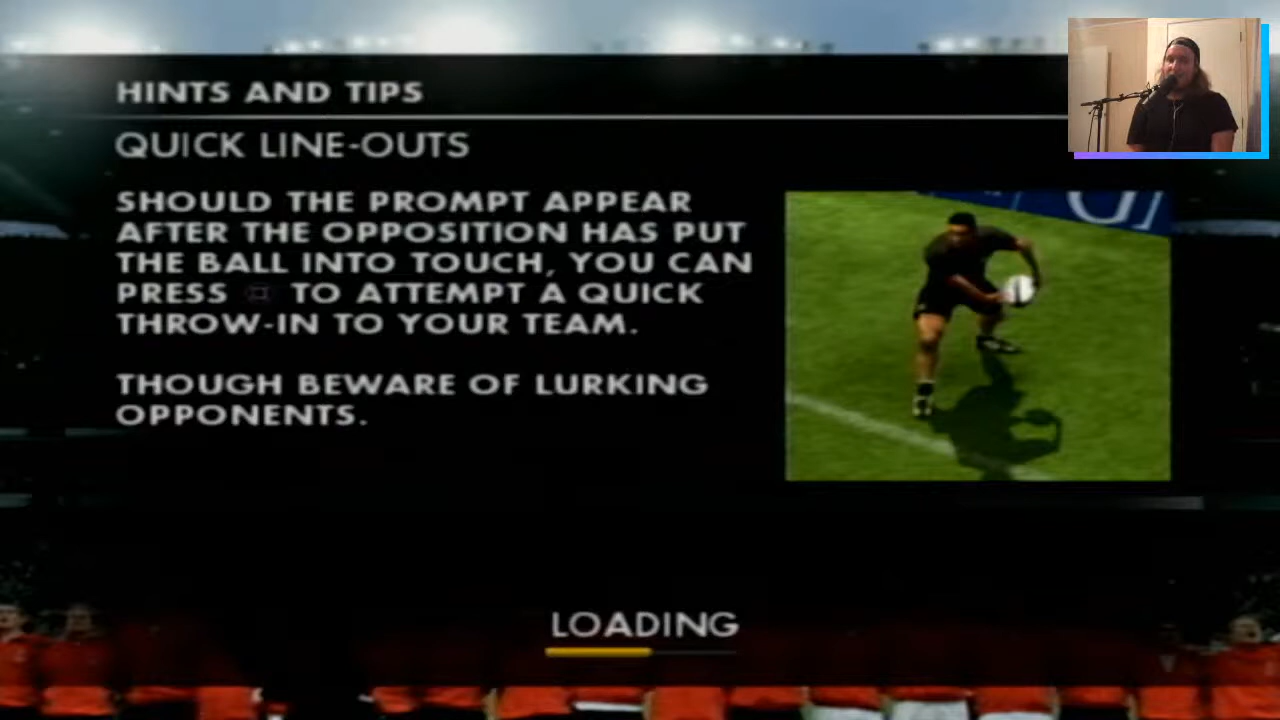 HINTS AND TIPS
QUICK LINE-OUTS
SHOULD THE PROMPT APPEAR
AFTER THE OPPOSITION HAS PUT
THE BALL INTO TOUCH, YOU CAN
PRESS TO ATTEMPT A QUICK
THROW-IN TO YOUR TEAM.
THOUGH BEWARE OF LURKING
OPPONENTS.
LOADING